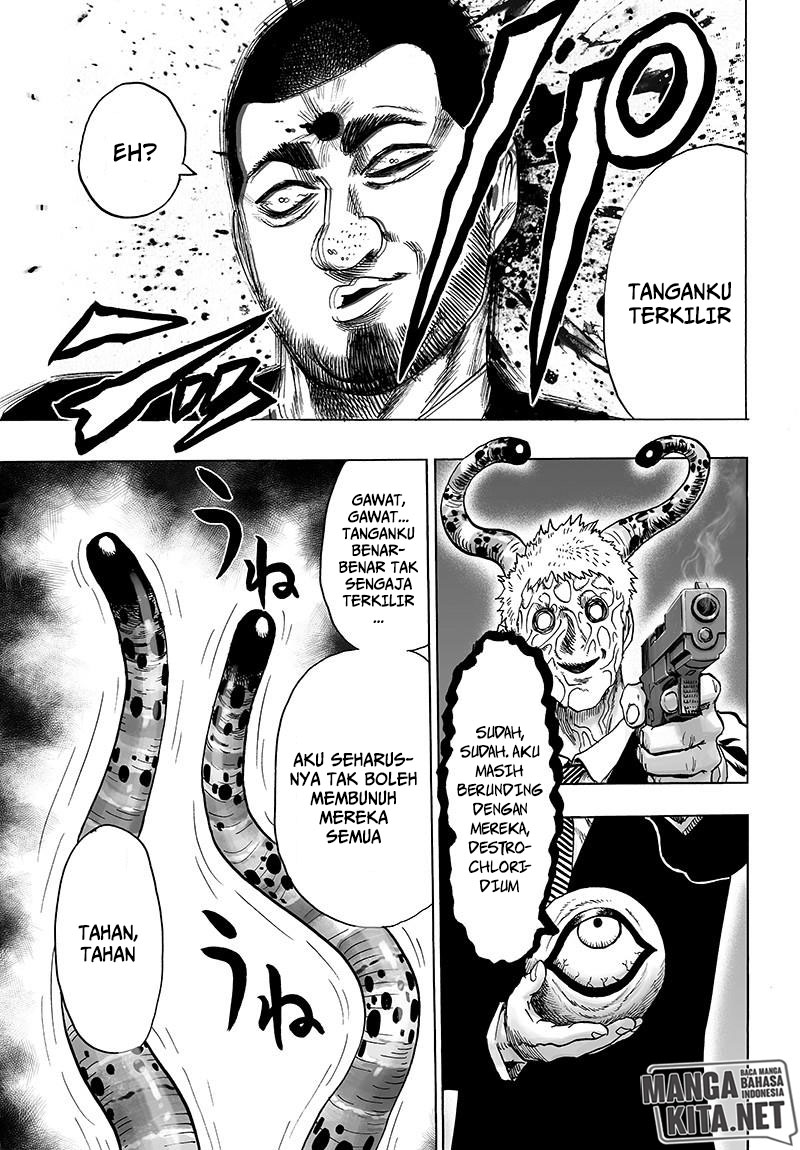 EH?
TANGANKU
TERKILIR
SUDAH,
SUDAH. AKU
MASIH
BERUNDING
DENGAN
MEREKA,
DESTRO-
CHLORI-
DIUM
GAWAT,
GAWAT...
TANGANKU
BENAR-
BENAR TAK
SENGAJA
TERKILIR
...
うね
AKU SEHARUS-
NYA TAK BOLEH
MEMBUNUH
MEREKA
SEMUA
うね
TAHAN,
TAHAN
MANGA
KITA.NET
BACA MANGA
BAHASA
INDONESIA